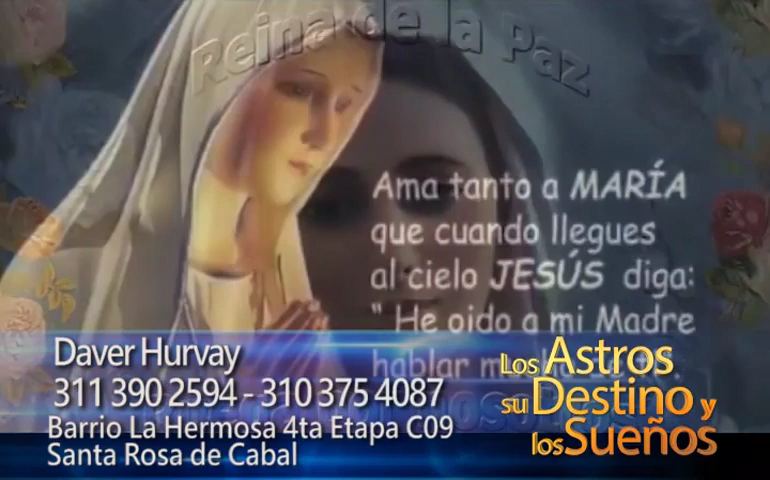 Reina de la Paz
Ama tanto a MARÍA
que cuando llegues
al cielo JESÚS diga:
" He oido a mi Madre
hablar
Daver Hurvay
311 390 2594 - 310 375 4087
Barrio La Hermosa 4ta Etapa C09
Santa Rosa de Cabal
Los Astros
su Destino y
los Sueños